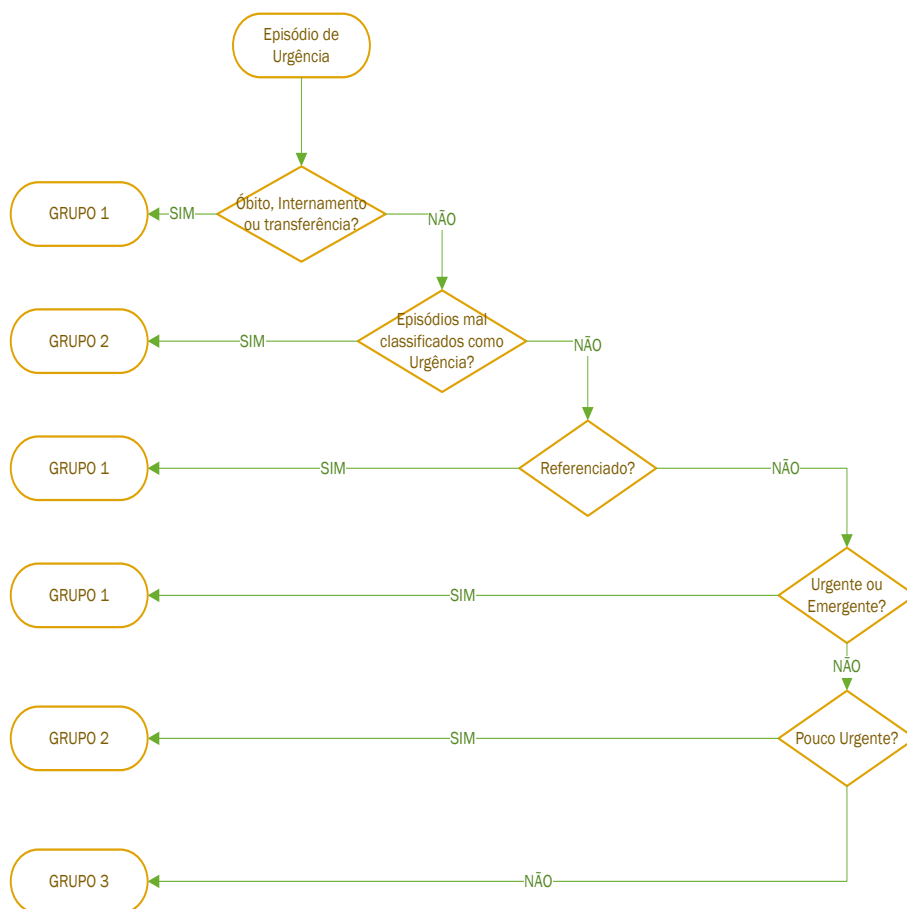 Episódio de
Urgência
Óbito, Internamento
ou transferência?
SIM
GRUPO 1
NÃO
Episódios mal
classificados como
Urgência?
SIM
GRUPO 2
NÃO
Referenciado?
SIM
GRUPO 1
NÃO
Urgente ou
Emergente?
SIM
GRUPO 1
NÃO
Pouco Urgente?
SIM
GRUPO 2
NÃO
GRUPO 3